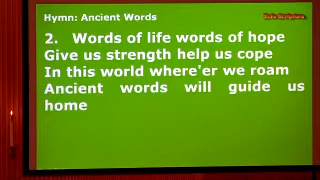 Hymn: Ancient Words
2. Words of life words of hope
Give us strength help us cope
In this world where'er we roam
Ancient words will guide us
home